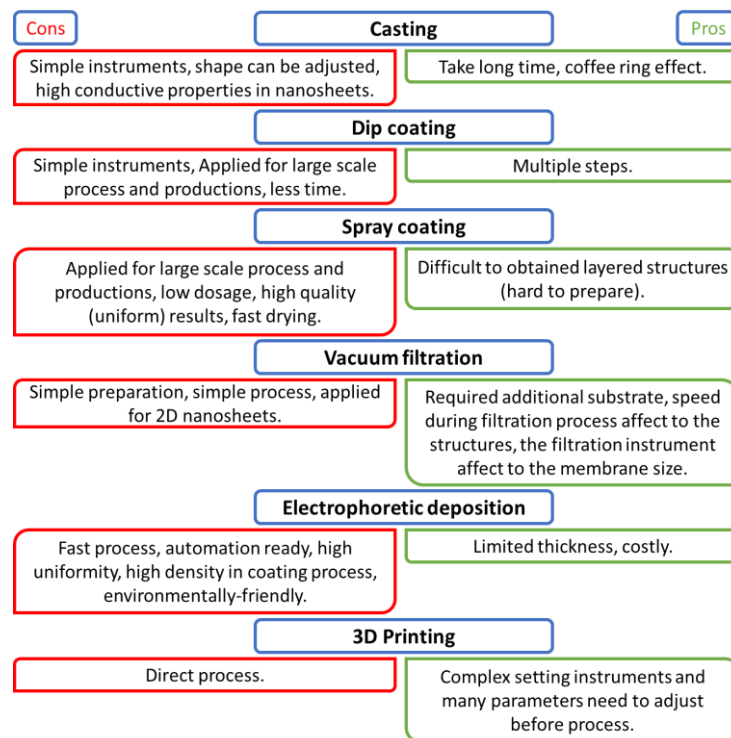 Cons
Casting
Pros
Simple instruments, shape can be adjusted,
high conductive properties in nanosheets.
Take long time, coffee ring effect.
Dip coating
Simple instruments, Applied for large scale
process and productions, less time.
Multiple steps.
Spray coating
Applied for large scale process and
productions, low dosage, high quality
(uniform) results, fast drying.
Difficult to obtained layered structures
(hard to prepare).
Vacuum filtration
Simple preparation, simple process, applied
for 2D nanosheets.
Required additional substrate, speed
during filtration process affect to the
structures, the filtration instrument
affect to the membrane size.
Electrophoretic deposition
Fast process, automation ready, high
uniformity, high density in coating process,
environmentally-friendly.
Limited thickness, costly.
3D Printing
Direct process.
Complex setting instruments and
many parameters need to adjust
before process.